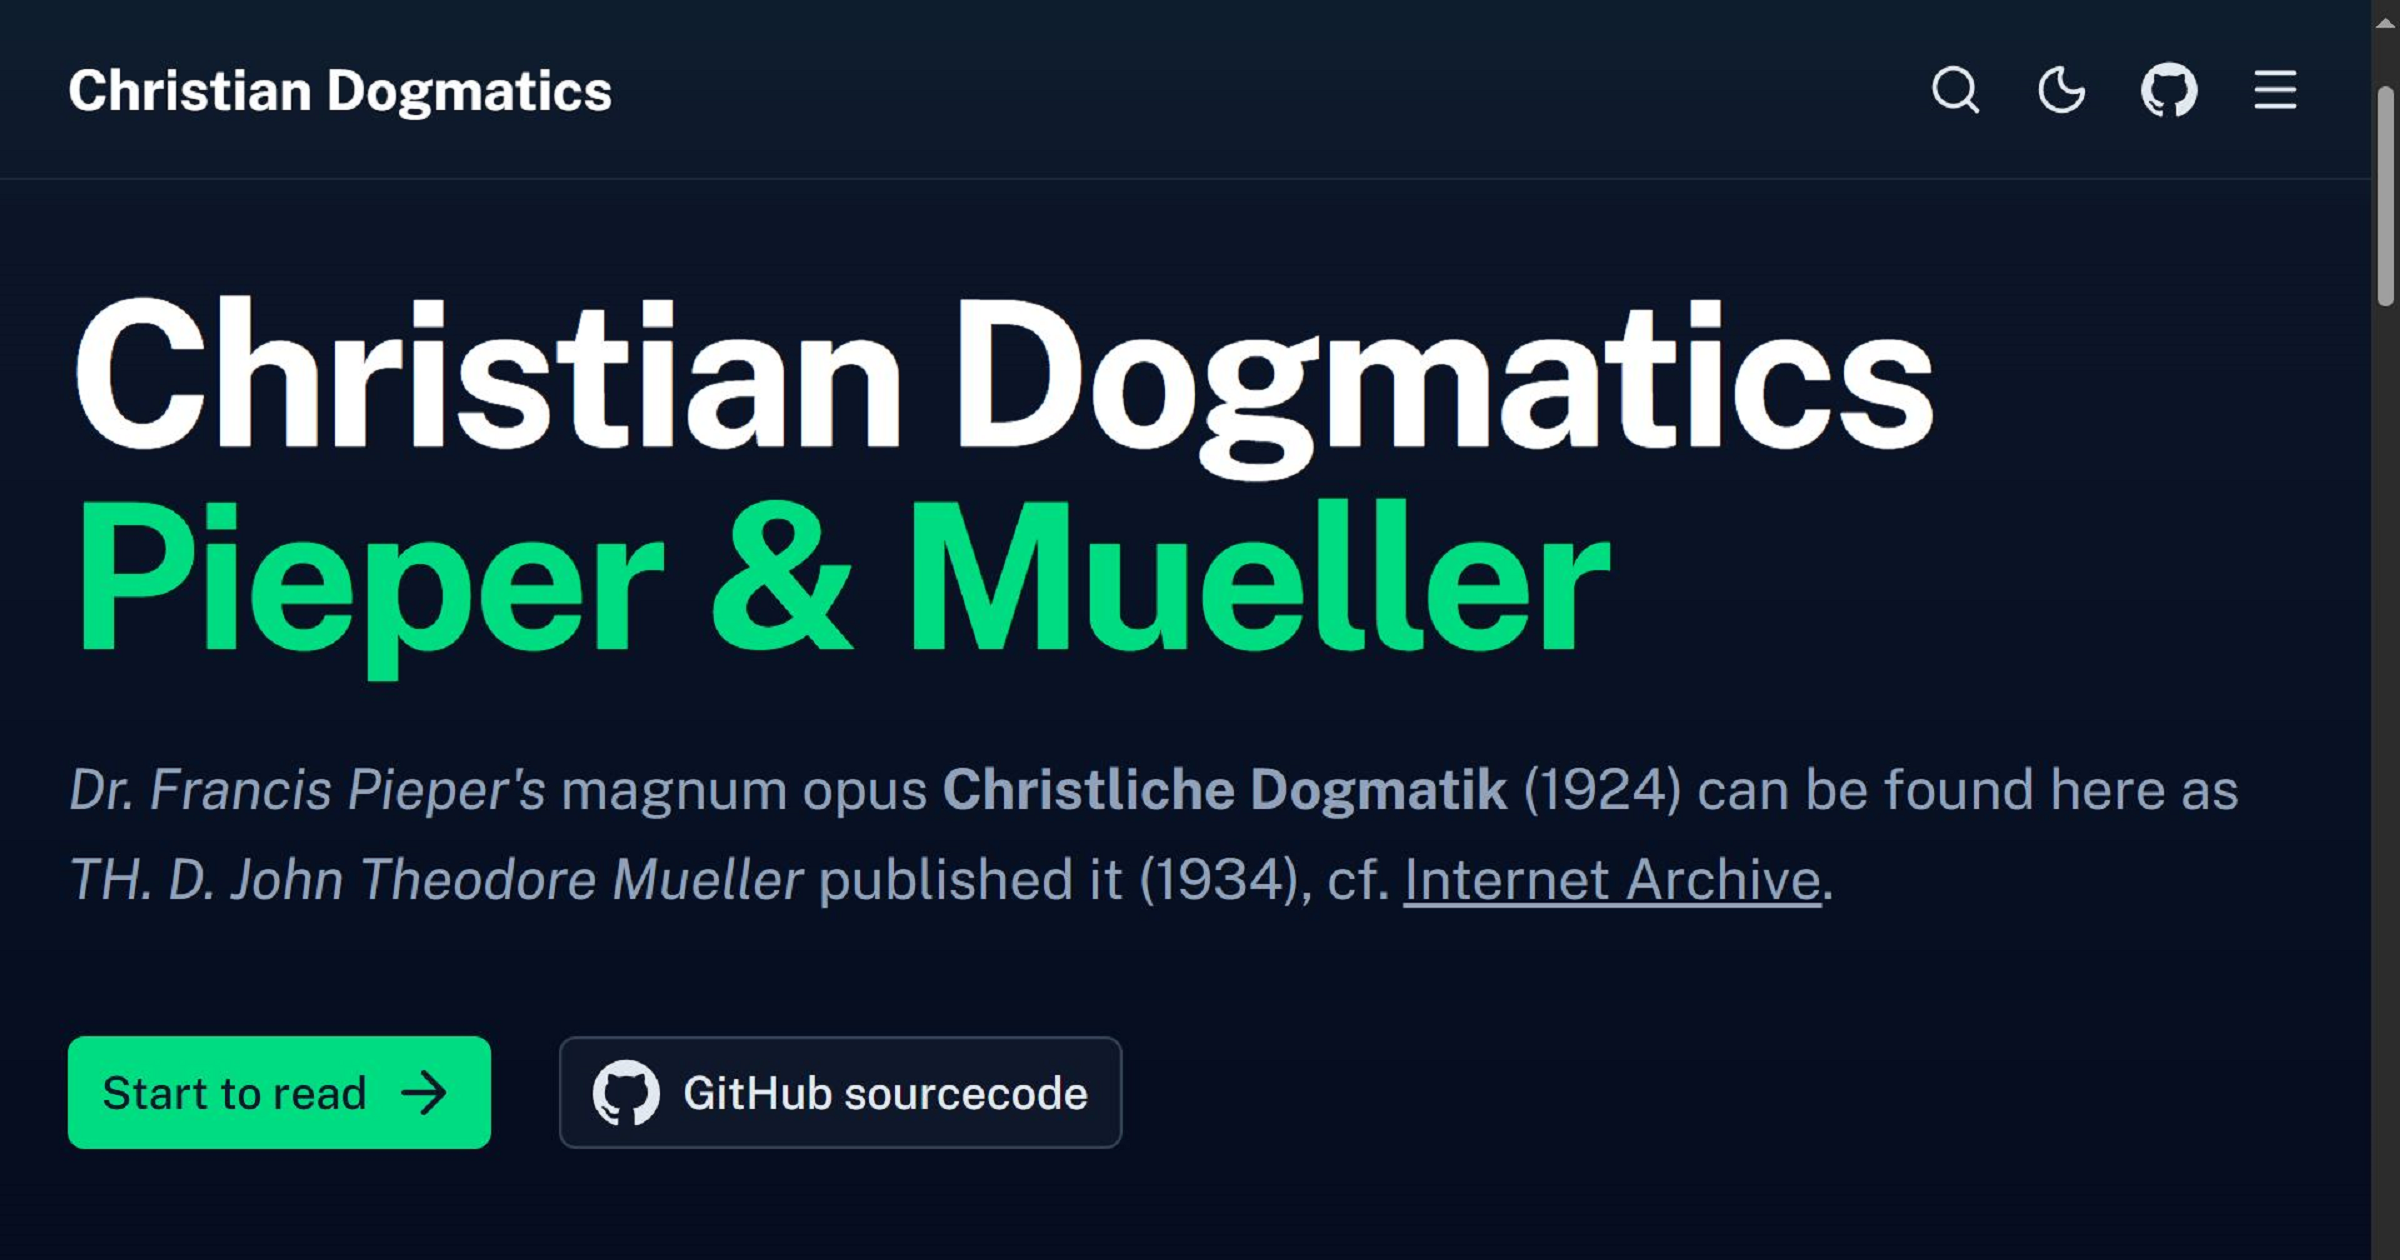 Christian Dogmatics
Christian Dogmatics
Pieper & Mueller
Dr. Francis Pieper's magnum opus Christliche Dogmatik (1924) can be found here as
TH. D. John Theodore Mueller published it (1934), cf. Internet Archive.
Start to read
GitHub sourcecode